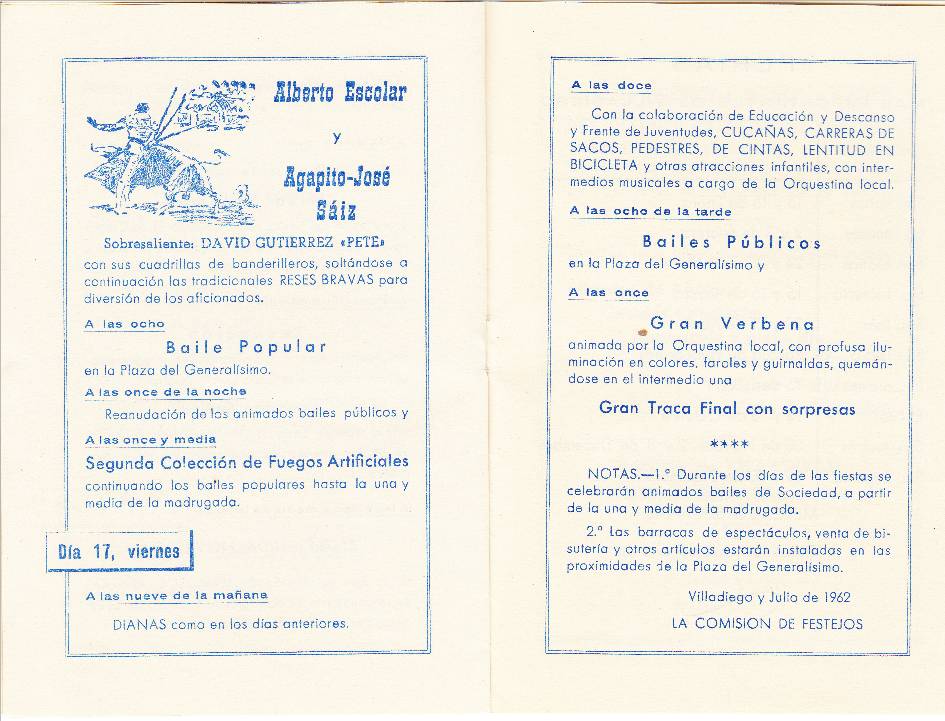 Alberto Escolar
y
Agapito-José
Sáiz
Sobresaliente: DAVID GUTIERREZ «PETE»
con sus cuadrillas de banderilleros, soltándose a
continuación las tradicionales RESES BRAVAS para
diversión de los aficionados.
A las ocho
Baile Popular
en la Plaza del Generalísimo.
A las once de la noche
Reanudación de los animados bailes públicos y
A las once y media
Segunda Colección de Fuegos Artificiales
continuando los bailes populares hasta la una y
media de la madrugada.
Día 17, viernes
A las nueve de la mañana
DIANAS como en los días anteriores.
A las doce
Con la colaboración de Educación y Descanso
y Frente de Juventudes, CUCAÑAS, CARRERAS DE
SACOS, PEDESTRES, DE CINTAS, LENTITUD EN
BICICLETA y otras atracciones infantiles, con inter-
medios musicales a cargo de la Orquestina local.
A las ocho de la tarde
Bailes Públicos
en la Plaza del Generalísimo y
A las once
Gran Verbena
animada por la Orquestina local, con profusa ilu-
minación en colores, faroles y guirnaldas, quemán-
dose en el intermedio una
Gran Traca Final con sorpresas
****
NOTAS.—1.º Durante los días de las fiestas se
celebrarán animados bailes de Sociedad, a partir
de la una y media de la madrugada.
2.º Las barracas de espectáculos, venta de bi-
sutería y otros artículos estarán instaladas en las
proximidades de la Plaza del Generalísimo.
Villadiego y Julio de 1962
LA COMISION DE FESTEJOS